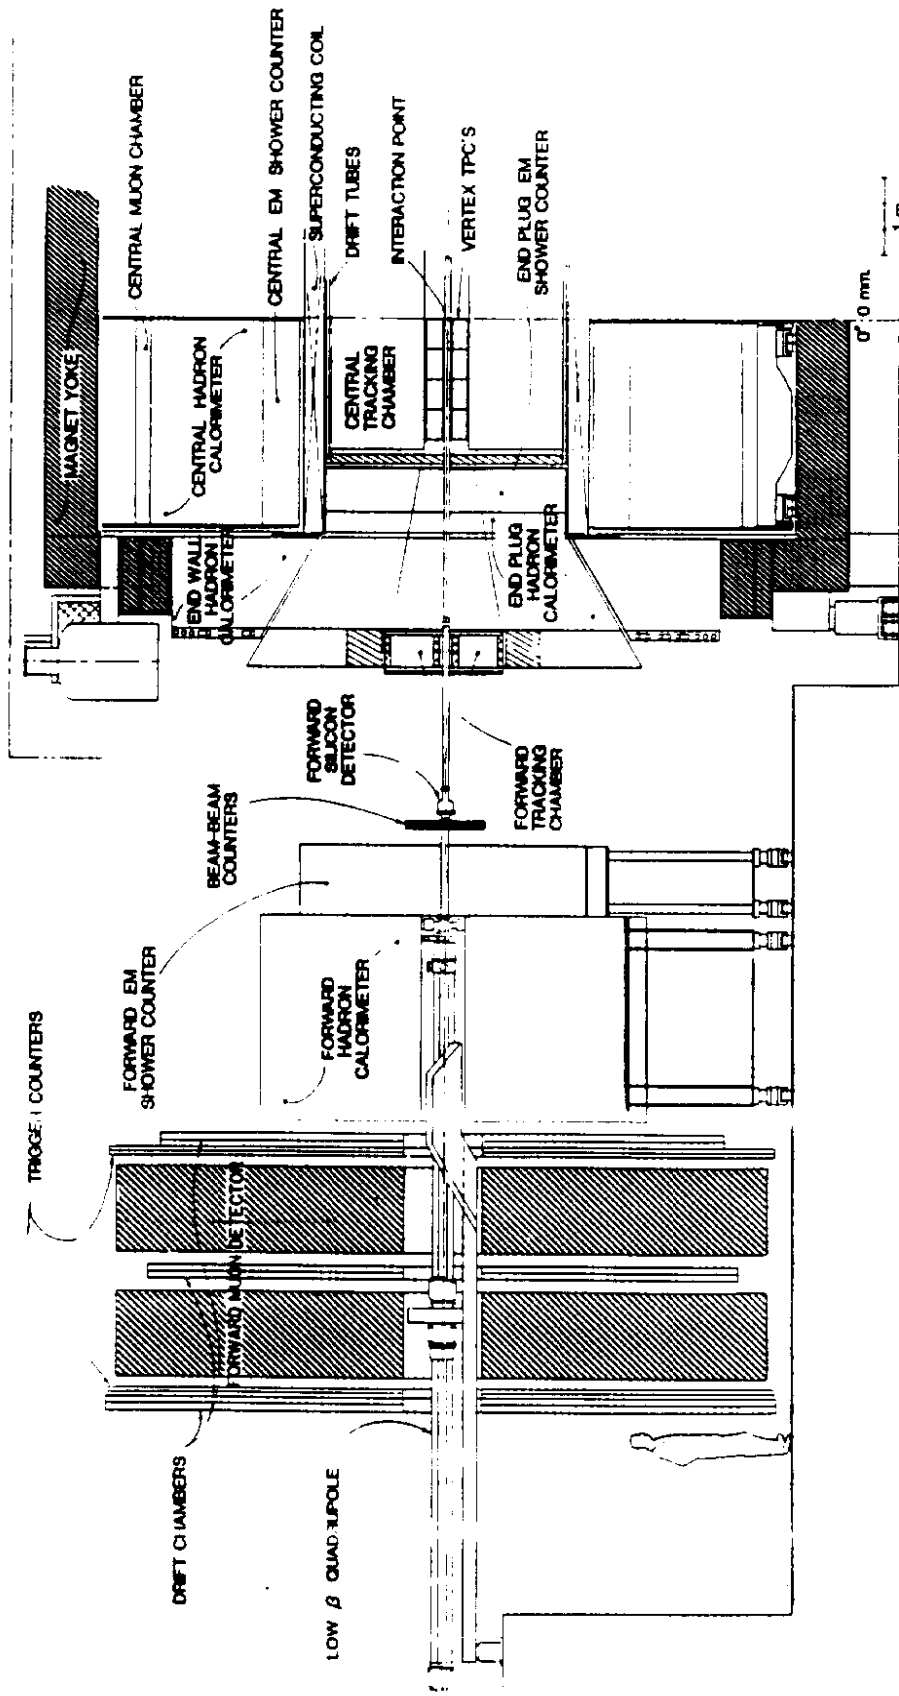 MAGNET YOKE
CENTRAL MUON CHAMBER
CENTRAL HADRON
CALORIMETER
CENTRAL EM SHOWER COUNTER
SUPERCONDUCTING COIL
DRIFT TUBES
INTERACTION POINT
CENTRAL
TRACKING
CHAMBER
VERTEX TPC'S
END PLUG EM
SHOWER COUNTER
END WALL
HADRON
CALORIMETER
END PLUG
HADRON
CALORIMETER
0° 0 mm.
1 m
FORWARD
SILICON
DETECTOR
BEAM-BEAM
COUNTERS
FORWARD
TRACKING
CHAMBER
FORWARD EM
SHOWER COUNTER
FORWARD
HADRON
CALORIMETER
COUNTERS
FORWARD MUON DETECTOR
DRIFT CHAMBERS
LOW β